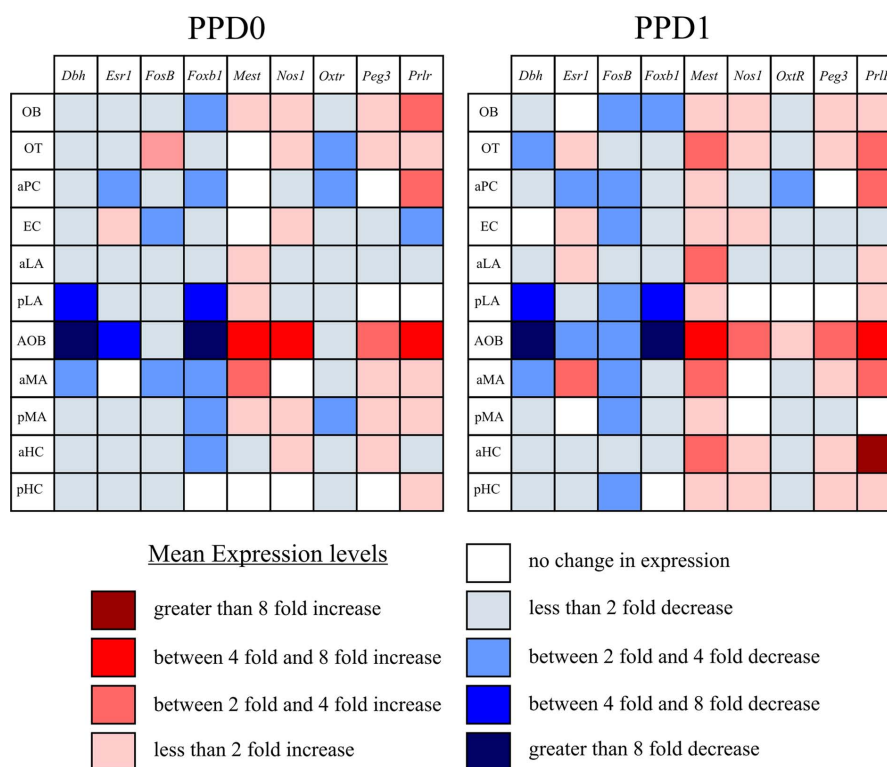 PPD0
PPD1
Dbh Esr1 FosB Foxb1 Mest Nos1 Oxtr Peg3 Prlr
Dbh Esr1 FosB Foxb1 Mest Nos1 OxtR Peg3
OB
OB
OT
OT
aPC
aPC
EC
EC
aLA
aLA
pLA
pLA
AOB
AOB
aMA
aMA
pMA
pMA
aHC
aHC
pHC
pHC
Mean Expression levels
no change in expression
greater than 8 fold increase
less than 2 fold decrease
between 4 fold and 8 fold increase
between 2 fold and 4 fold decrease
between 2 fold and 4 fold increase
between 4 fold and 8 fold decrease
less than 2 fold increase
greater than 8 fold decrease